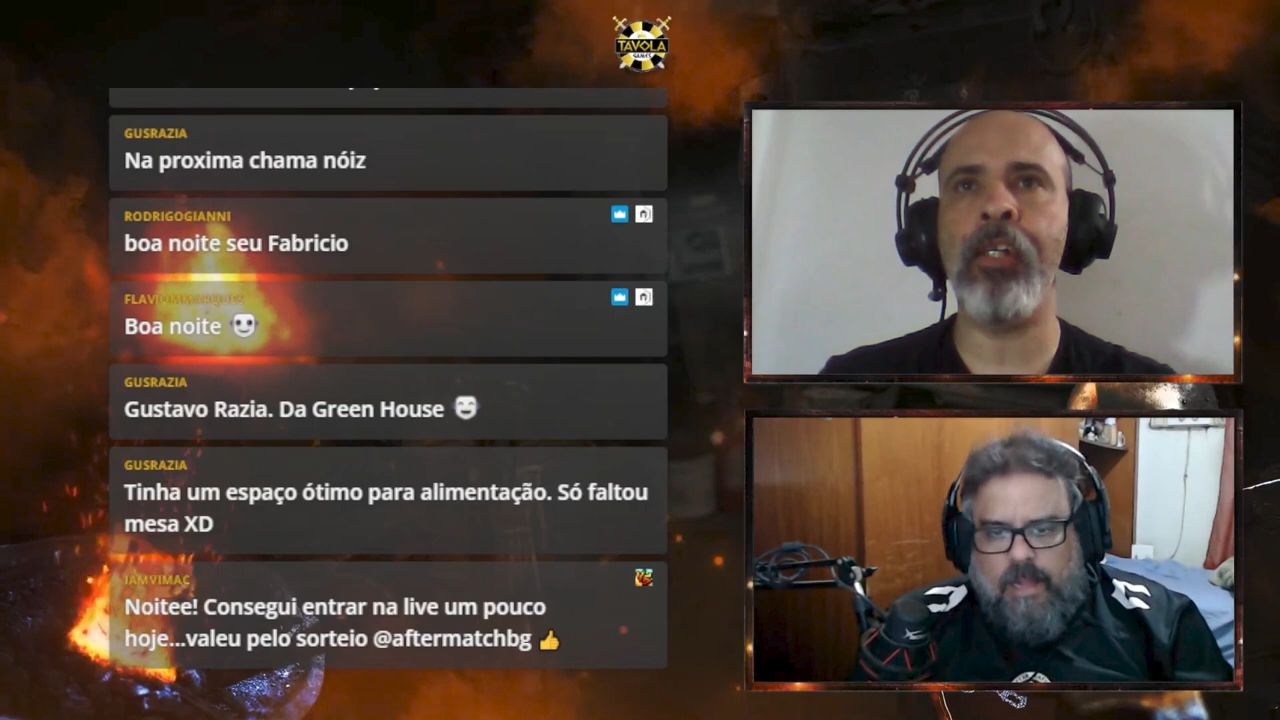 TAVOLA
GAMES
GUSRAZIA
Na proxima chama nóiz
RODRIGOGIANNI
boa noite seu Fabricio
FLAVIOMMARQUES
Boa noite
GUSRAZIA
Gustavo Razia. Da Green House
GUSRAZIA
Tinha um espaço ótimo para alimentação. Só faltou
mesa XD
IAMVIMAC
Noitee! Consegui entrar na live um pouco
hoje...valeu pelo sorteio @aftermatchbg